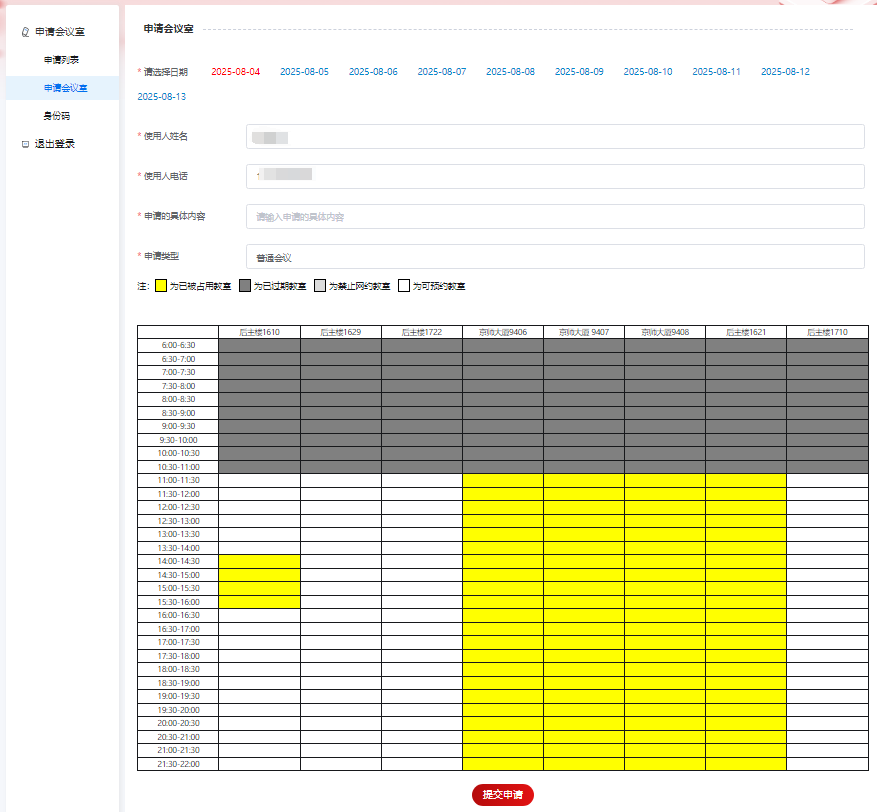 申请会议室
申请列表
申请会议室
身份码
退出登录
申请会议室
* 请选择日期 2025-08-04 2025-08-05 2025-08-06 2025-08-07 2025-08-08 2025-08-09 2025-08-10 2025-08-11 2025-08-12
2025-08-13
* 使用人姓名
* 使用人电话
* 申请的具体内容 请输入申请的具体内容
* 申请类型 普通会议
注: 为已被占用教室 为已过期教室 为禁止网约教室 为可预约教室
后主楼1610 后主楼1629 后主楼1722 京师大厦9406 京师大厦 9407 京师大厦9408 后主楼1621 后主楼1710
6:00-6:30
6:30-7:00
7:00-7:30
7:30-8:00
8:00-8:30
8:30-9:00
9:00-9:30
9:30-10:00
10:00-10:30
10:30-11:00
11:00-11:30
11:30-12:00
12:00-12:30
12:30-13:00
13:00-13:30
13:30-14:00
14:00-14:30
14:30-15:00
15:00-15:30
15:30-16:00
16:00-16:30
16:30-17:00
17:00-17:30
17:30-18:00
18:00-18:30
18:30-19:00
19:00-19:30
19:30-20:00
20:00-20:30
20:30-21:00
21:00-21:30
21:30-22:00
提交申请